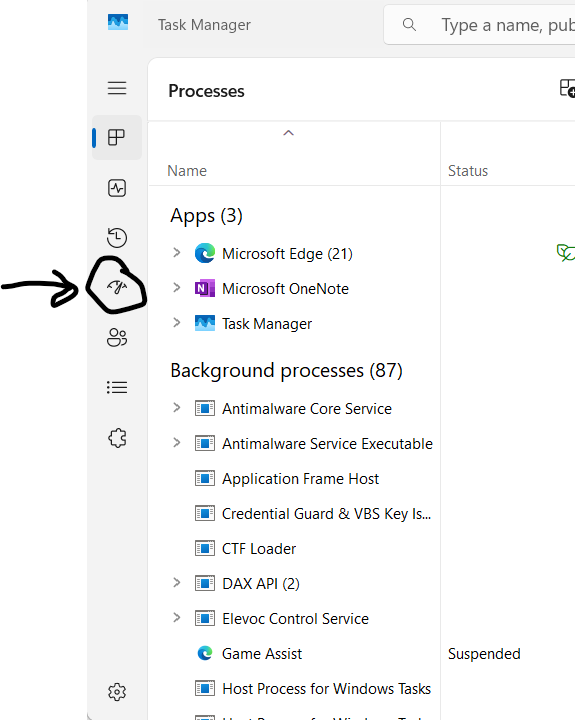 Task Manager
Type a name, pub
Processes
Name
Status
Apps (3)
Microsoft Edge (21)
Microsoft OneNote
Task Manager
Background processes (87)
Antimalware Core Service
Antimalware Service Executable
Application Frame Host
Credential Guard & VBS Key Is...
CTF Loader
DAX API (2)
Elevoc Control Service
Game Assist
Suspended
Host Process for Windows Tasks